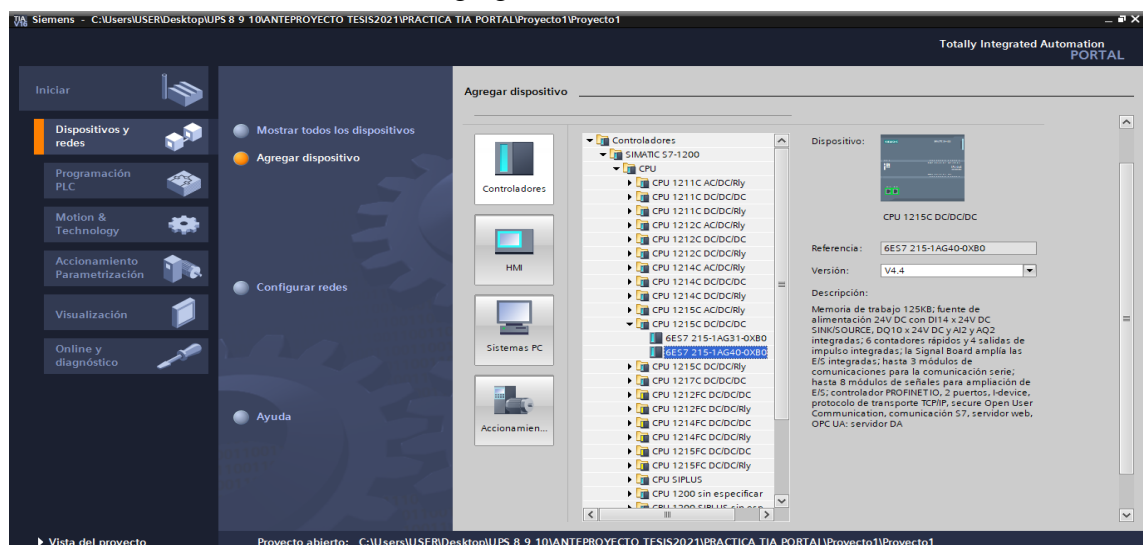 Siemens - C:\Users\USER\Desktop\UPS 8 9 10\ANTEPROYECTO TESIS2021\PRACTICA TIA PORTAL\Proyecto1\Proyecto1
Totally Integrated Automation
PORTAL
Iniciar
Dispositivos y
redes
Programación
PLC
Motion &
Technology
Accionamiento
Parametrización
Visualización
Online y
diagnóstico
Vista del proyecto
Mostrar todos los dispositivos
Agregar dispositivo
Configurar redes
Ayuda
Agregar dispositivo
Controladores
HMI
Sistemas PC
Accionamien...
Controladores
SIMATIC S7-1200
CPU
CPU 1211C AC/DC/Rly
CPU 1211C DC/DC/DC
CPU 1211C DC/DC/Rly
CPU 1212C AC/DC/Rly
CPU 1212C DC/DC/DC
CPU 1212C DC/DC/Rly
CPU 1214C AC/DC/Rly
CPU 1214C DC/DC/DC
CPU 1214C DC/DC/Rly
CPU 1215C AC/DC/Rly
CPU 1215C DC/DC/DC
6ES7 215-1AG31-0XB0
6ES7 215-1AG40-0XB0
CPU 1215C DC/DC/Rly
CPU 1217C DC/DC/DC
CPU 1212FC DC/DC/DC
CPU 1212FC DC/DC/Rly
CPU 1214FC DC/DC/DC
CPU 1214FC DC/DC/Rly
CPU 1215FC DC/DC/DC
CPU 1215FC DC/DC/Rly
CPU SIPLUS
CPU 1200 sin especificar
CPU 1200 SIPLUS sin esp
Dispositivo:
CPU 1215C DC/DC/DC
Referencia:
6ES7 215-1AG40-0XB0
Versión:
V4.4
Descripción:
Memoria de trabajo 125KB; fuente de
alimentación 24V DC con DI14 x 24V DC
SINK/SOURCE, DQ10 x 24V DC y AI2 y AQ2
integradas; 6 contadores rápidos y 4 salidas de
impulso integradas; la Signal Board amplía las
E/S integradas; hasta 3 módulos de
comunicaciones para la comunicación serie;
hasta 8 módulos de señales para ampliación de
E/S; controlador PROFINET IO, 2 puertos, I-device,
protocolo de transporte TCP/IP, secure Open User
Communication, comunicación S7, servidor web,
OPC UA: servidor DA
Proyecto abierto: C:\Users\USER\Desktop\UPS 8 9 10\ANTEPROYECTO TESIS2021\PRACTICA TIA PORTAL\Proyecto1\Proyecto1